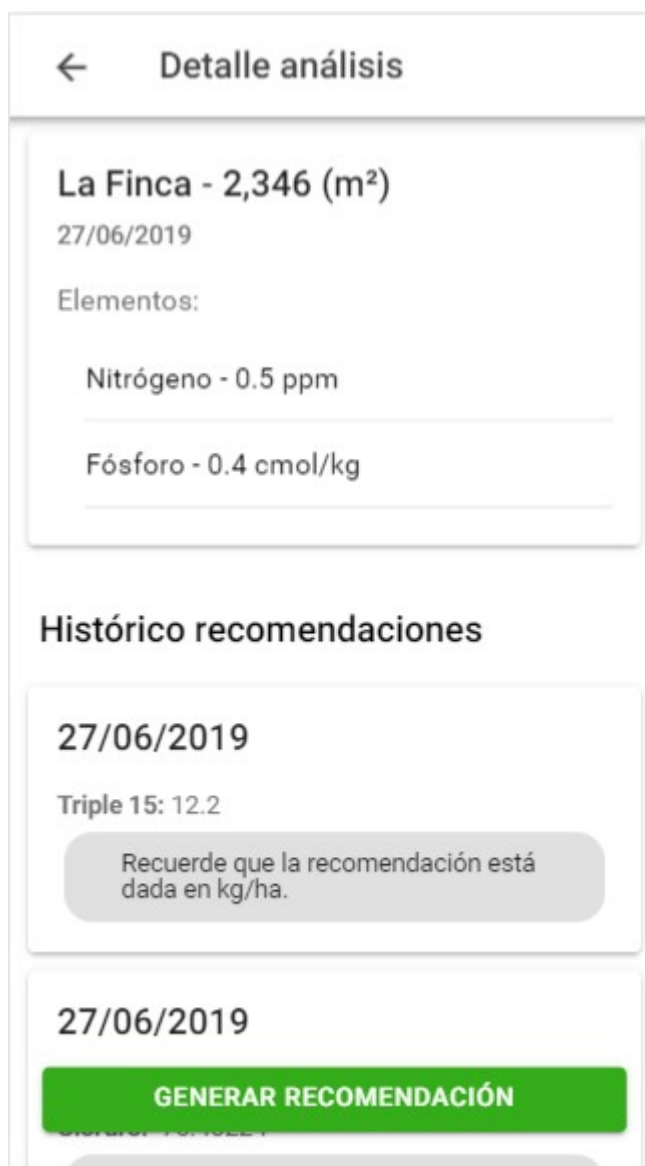 Detalle análisis
La Finca - 2,346 (m²)
27/06/2019
Elementos:
Nitrógeno - 0.5 ppm
Fósforo - 0.4 cmol/kg
Histórico recomendaciones
27/06/2019
Triple 15: 12.2
Recuerde que la recomendación está
dada en kg/ha.
27/06/2019
GENERAR RECOMENDACIÓN